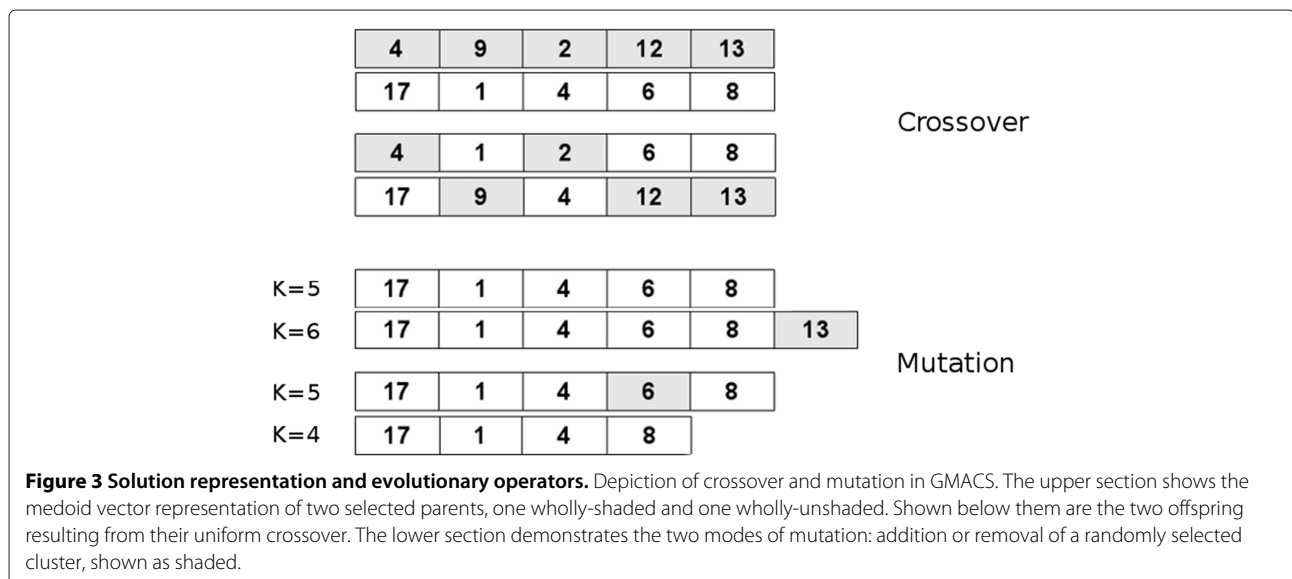 4 9 2 12 13
17 1 4 6 8
Crossover
4 1 2 6 8
17 9 4 12 13
K=5 17 1 4 6 8
K=6 17 1 4 6 8 13
Mutation
K=5 17 1 4 6 8
K=4 17 1 4 8
Figure 3 Solution representation and evolutionary operators. Depiction of crossover and mutation in GMACS. The upper section shows the
medoid vector representation of two selected parents, one wholly-shaded and one wholly-unshaded. Shown below them are the two offspring
resulting from their uniform crossover. The lower section demonstrates the two modes of mutation: addition or removal of a randomly selected
cluster, shown as shaded.